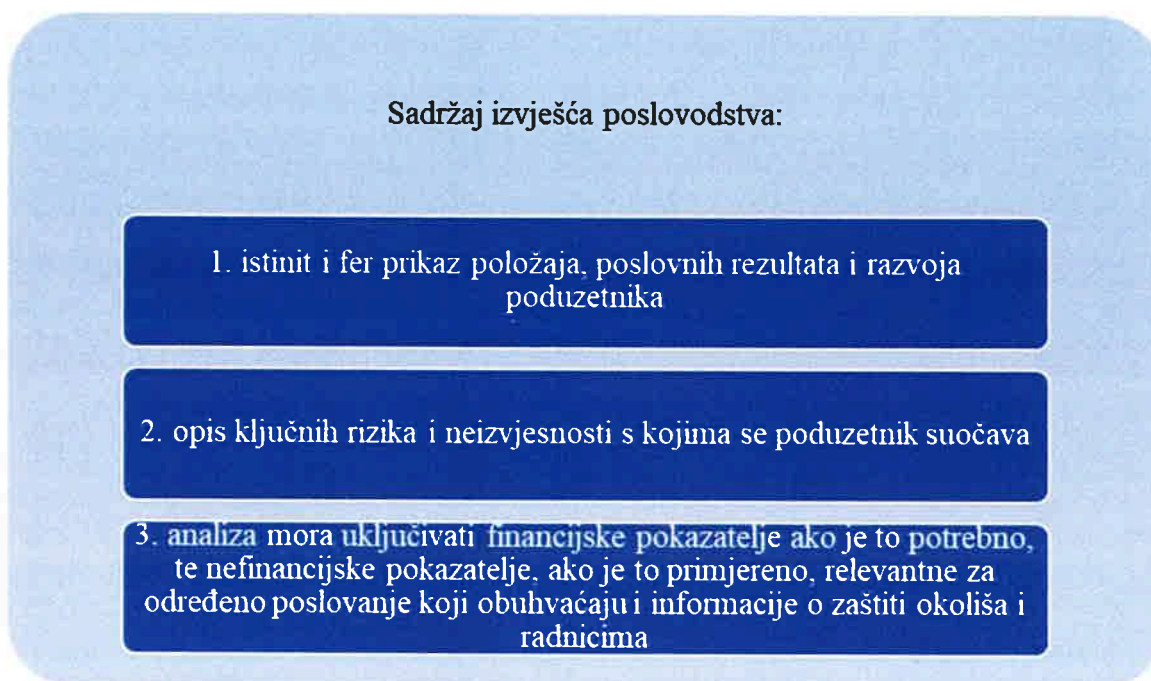 Sadržaj izvješća poslovodstva:
1. istinit i fer prikaz položaja, poslovnih rezultata i razvoja
poduzetnika
2. opis ključnih rizika i neizvjesnosti s kojima se poduzetnik suočava
3. analiza mora uključivati financijske pokazatelje ako je to potrebno,
te nefinancijske pokazatelje, ako je to primjereno, relevantne za
određeno poslovanje koji obuhvaćaju i informacije o zaštiti okoliša i
radnicima